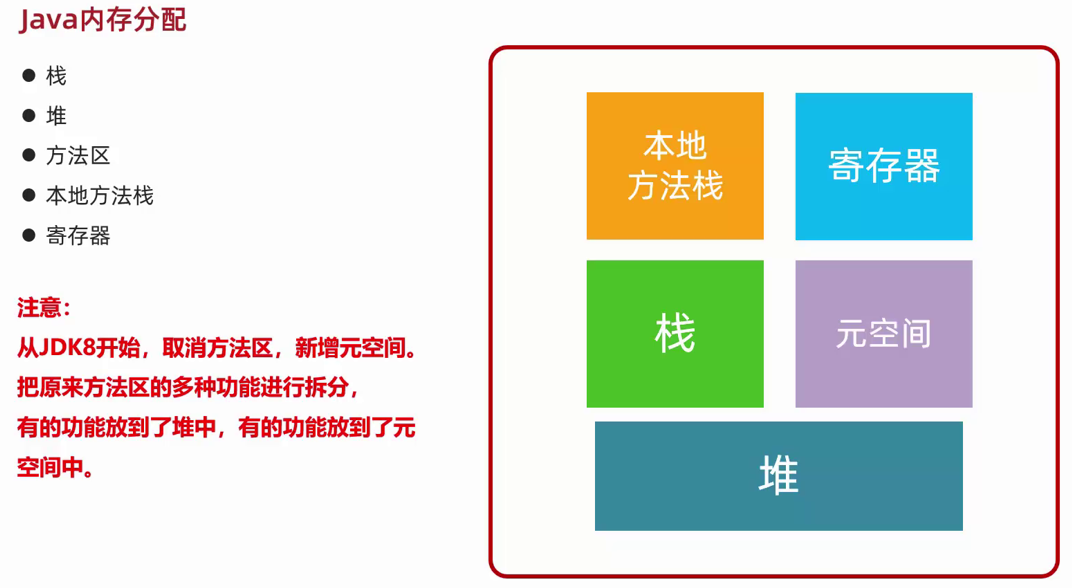 Java内存分配
● 栈
● 堆
● 方法区
● 本地方法栈
● 寄存器
注意：
从JDK8开始，取消方法区，新增元空间。
把原来方法区的多种功能进行拆分，
有的功能放到了堆中，有的功能放到了元
空间中。
本地
方法栈
寄存器
栈
元空间
堆